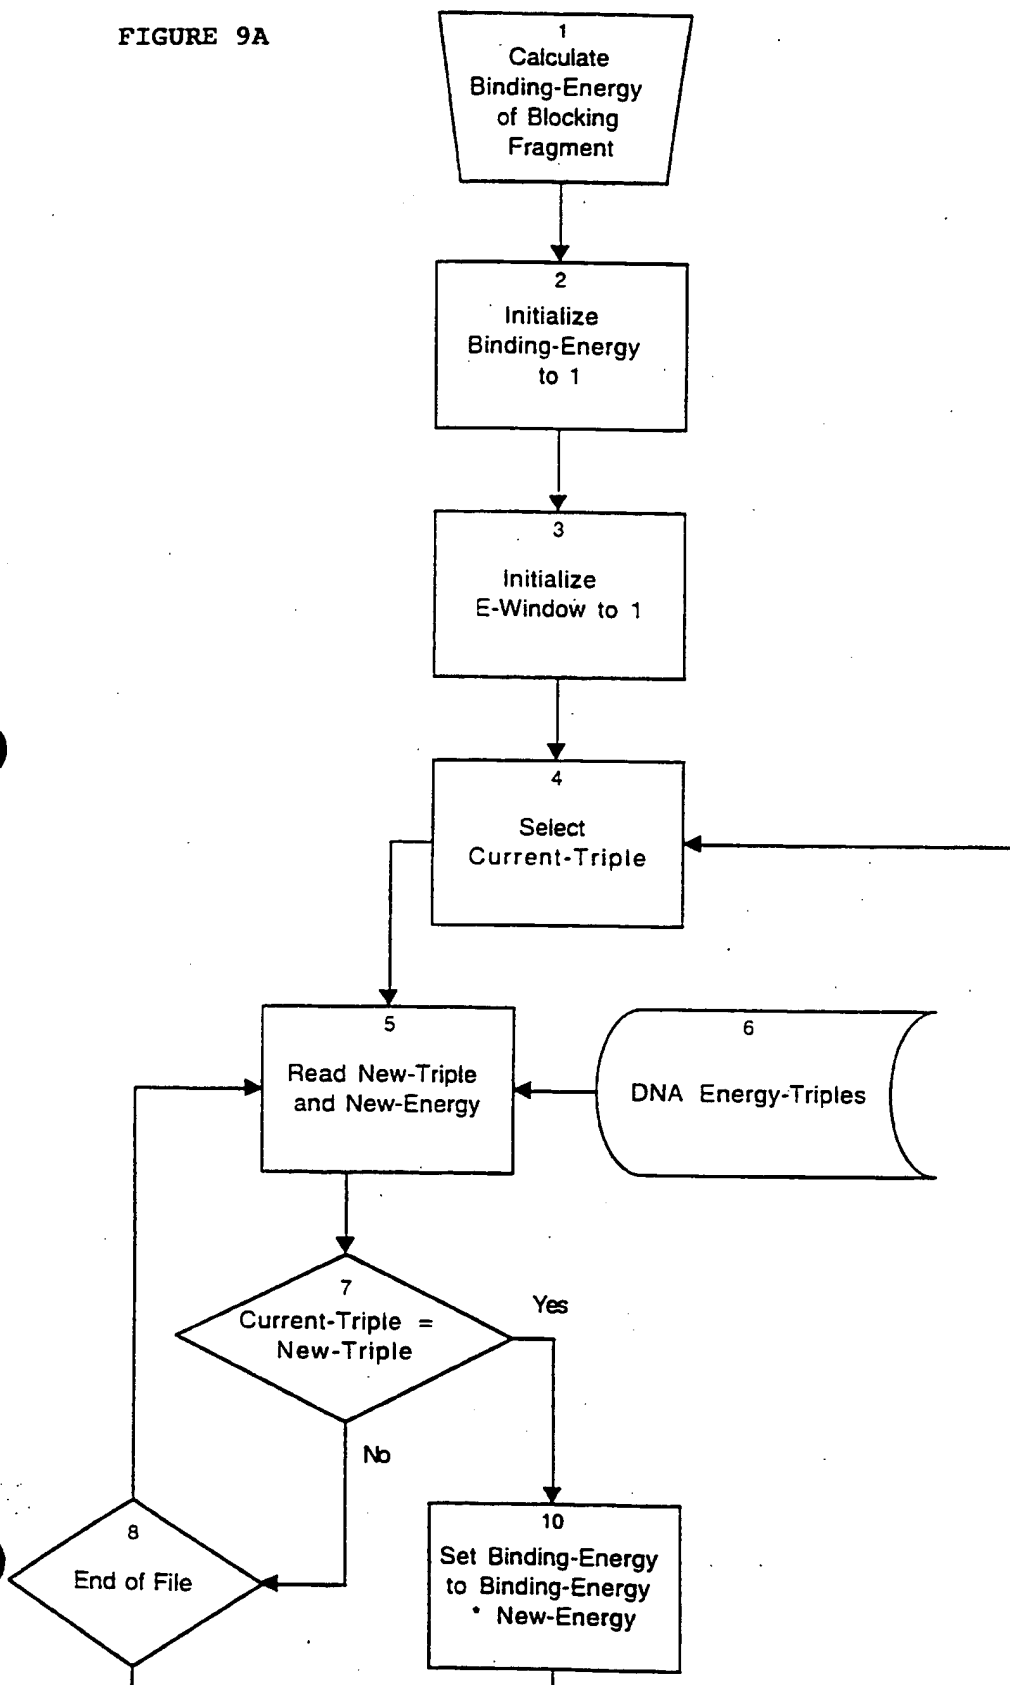 FIGURE 9A
1
Calculate
Binding-Energy
of Blocking
Fragment
2
Initialize
Binding-Energy
to 1
3
Initialize
E-Window to 1
4
Select
Current-Triple
5
Read New-Triple
and New-Energy
6
DNA Energy-Triples
7
Current-Triple =
New-Triple
Yes
No
8
End of File
10
Set Binding-Energy
to Binding-Energy
* New-Energy